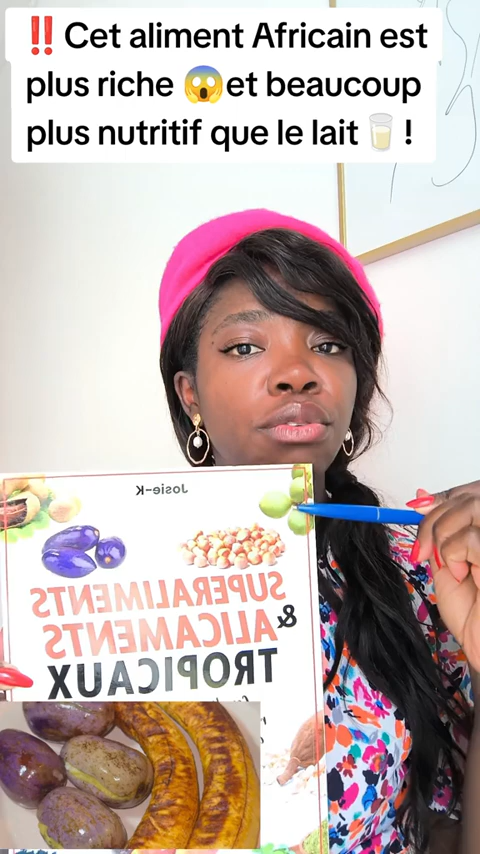 ‼️Cet aliment Africain est
plus riche 😱et beaucoup
plus nutritif que le lait 🥛!
Josie-K
SUPERALIMENTS
& ALICAMENTS
TROPICAUX